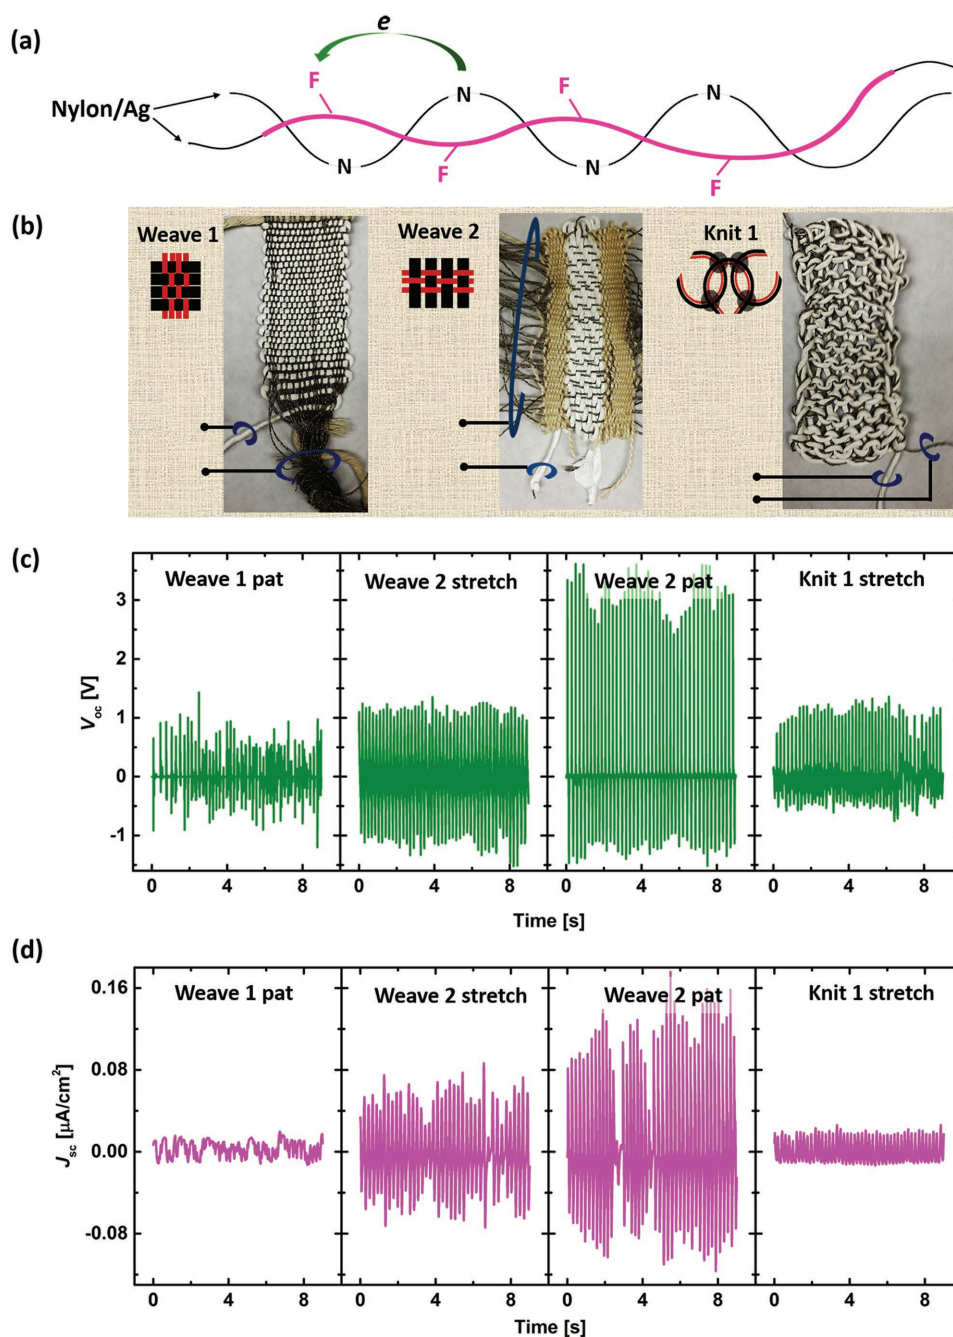 (a)
e
F
N
F
N
Nylon/Ag
N
F
N
F
(b)
Weave 1
Weave 2
Knit 1
(c)
Weave 1 pat
Weave 2 stretch
Weave 2 pat
Knit 1 stretch
3
2
1
0
-1
Voc [V]
0 4 8 0 4 8 0 4 8 0 4 8
Time [s]
(d)
Weave 1 pat
Weave 2 stretch
Weave 2 pat
Knit 1 stretch
0.16
0.08
0.00
-0.08
Jsc [µA/cm²]
0 4 8 0 4 8 0 4 8 0 4 8
Time [s]